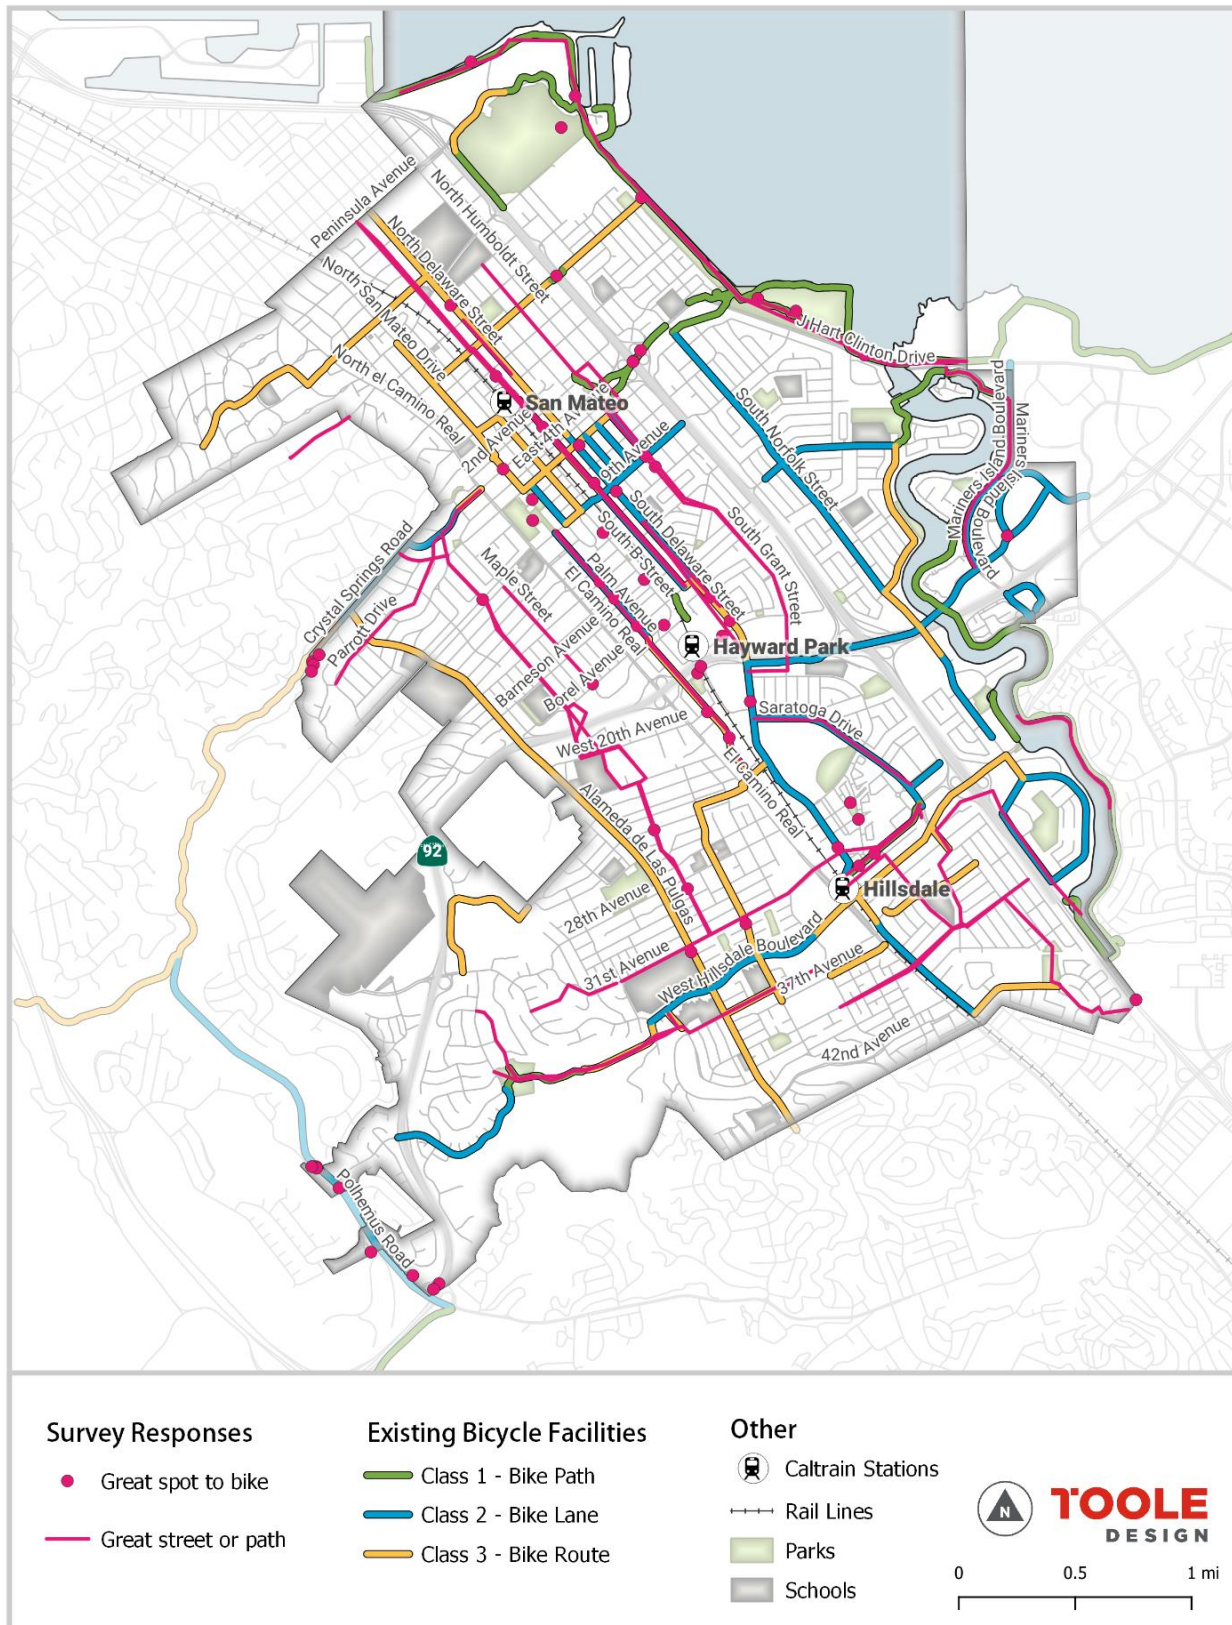 Peninsula Avenue
North Humboldt Street
North Delaware Street
North San Mateo Drive
North el Camino Real
J Hart Clinton Drive
San Mateo
2nd Avenue
East 4th Avenue
9th Avenue
South Norfolk Street
Mariners Island Boulevard
Mariners Island Boulevard
South Grant Street
South Delaware Street
South B Street
Palm Avenue
El Camino Real
Maple Street
Crystal Springs Road
Parrott Drive
Barneson Avenue
Borel Avenue
Hayward Park
Saratoga Drive
West 20th Avenue
El Camino Real
Alameda de Las Pulgas
92
28th Avenue
Hillsdale
31st Avenue
West Hillsdale Boulevard
37th Avenue
42nd Avenue
Polhemus Road
Survey Responses
Great spot to bike
Great street or path
Existing Bicycle Facilities
Class 1 - Bike Path
Class 2 - Bike Lane
Class 3 - Bike Route
Other
Caltrain Stations
Rail Lines
Parks
Schools
N
TOOLE
DESIGN
0 0.5 1 mi